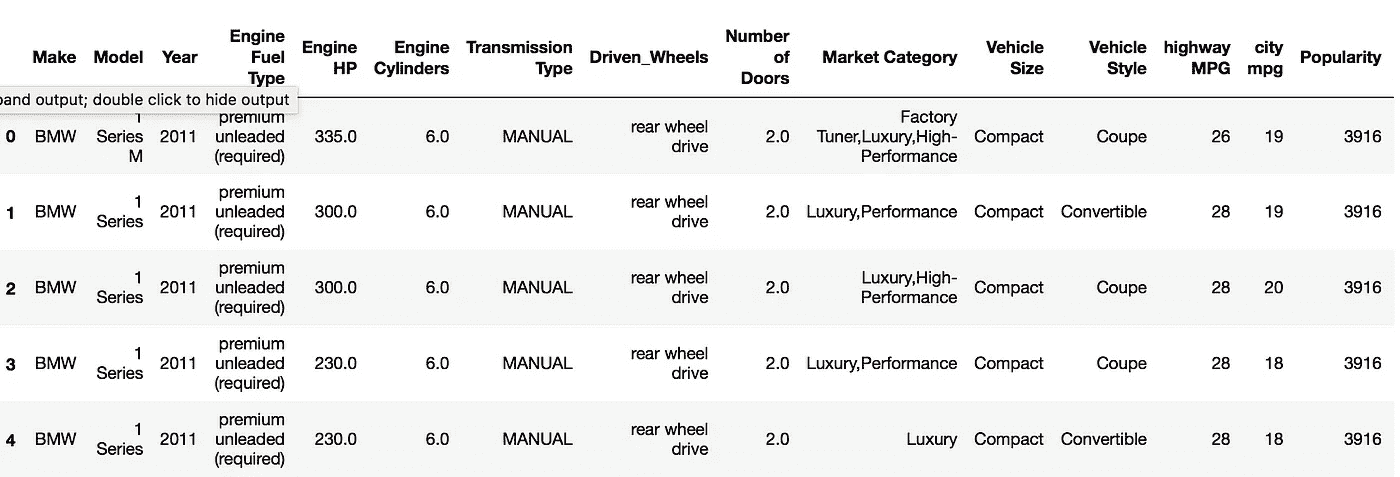 Make Model Year Engine Fuel Type Engine HP Engine Cylinders Transmission Type Driven_Wheels Number of Doors Market Category Vehicle Size Vehicle Style highway MPG city mpg Popularity
output; double click to hide output
0 BMW 1 Series M 2011 premium unleaded (required) 335.0 6.0 MANUAL rear wheel drive 2.0 Factory Tuner,Luxury,High-Performance Compact Coupe 26 19 3916
1 BMW 1 Series 2011 premium unleaded (required) 300.0 6.0 MANUAL rear wheel drive 2.0 Luxury,Performance Compact Convertible 28 19 3916
2 BMW 1 Series 2011 premium unleaded (required) 300.0 6.0 MANUAL rear wheel drive 2.0 Luxury,High-Performance Compact Coupe 28 20 3916
3 BMW 1 Series 2011 premium unleaded (required) 230.0 6.0 MANUAL rear wheel drive 2.0 Luxury,Performance Compact Coupe 28 18 3916
4 BMW 1 Series 2011 premium unleaded (required) 230.0 6.0 MANUAL rear wheel drive 2.0 Luxury Compact Convertible 28 18 3916